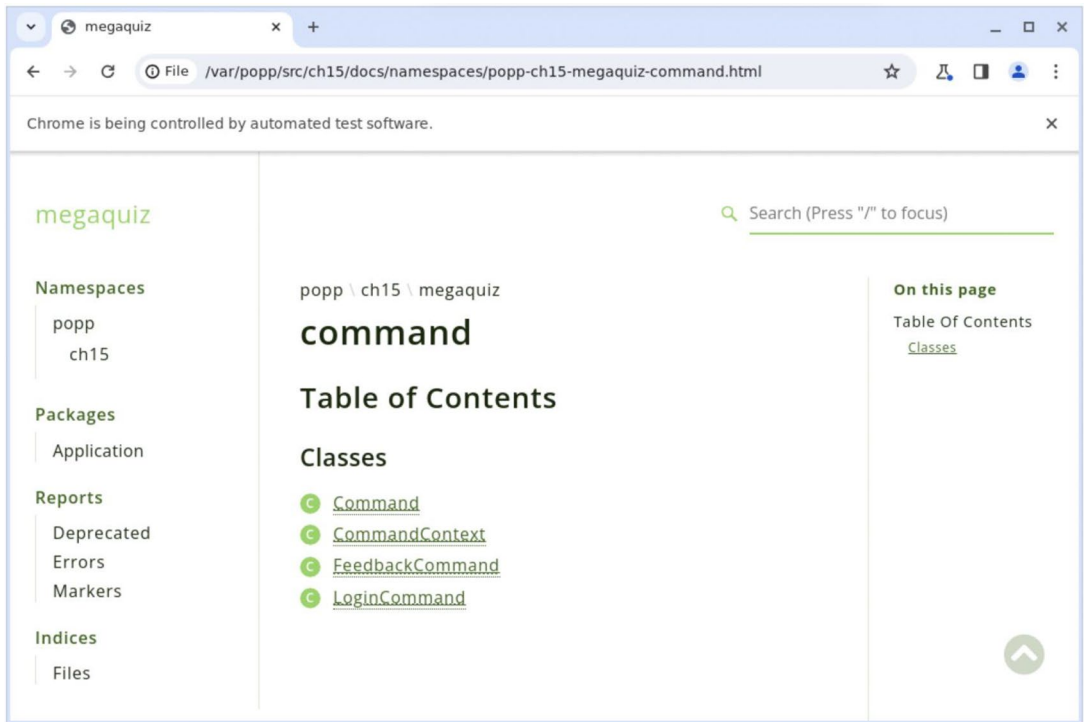 megaquiz
File /var/popp/src/ch15/docs/namespaces/popp-ch15-megaquiz-command.html
Chrome is being controlled by automated test software.
megaquiz
Search (Press "/" to focus)
Namespaces
popp
ch15
Packages
Application
Reports
Deprecated
Errors
Markers
Indices
Files
popp \ ch15 \ megaquiz
command
Table of Contents
Classes
C Command
C CommandContext
C FeedbackCommand
C LoginCommand
On this page
Table Of Contents
Classes